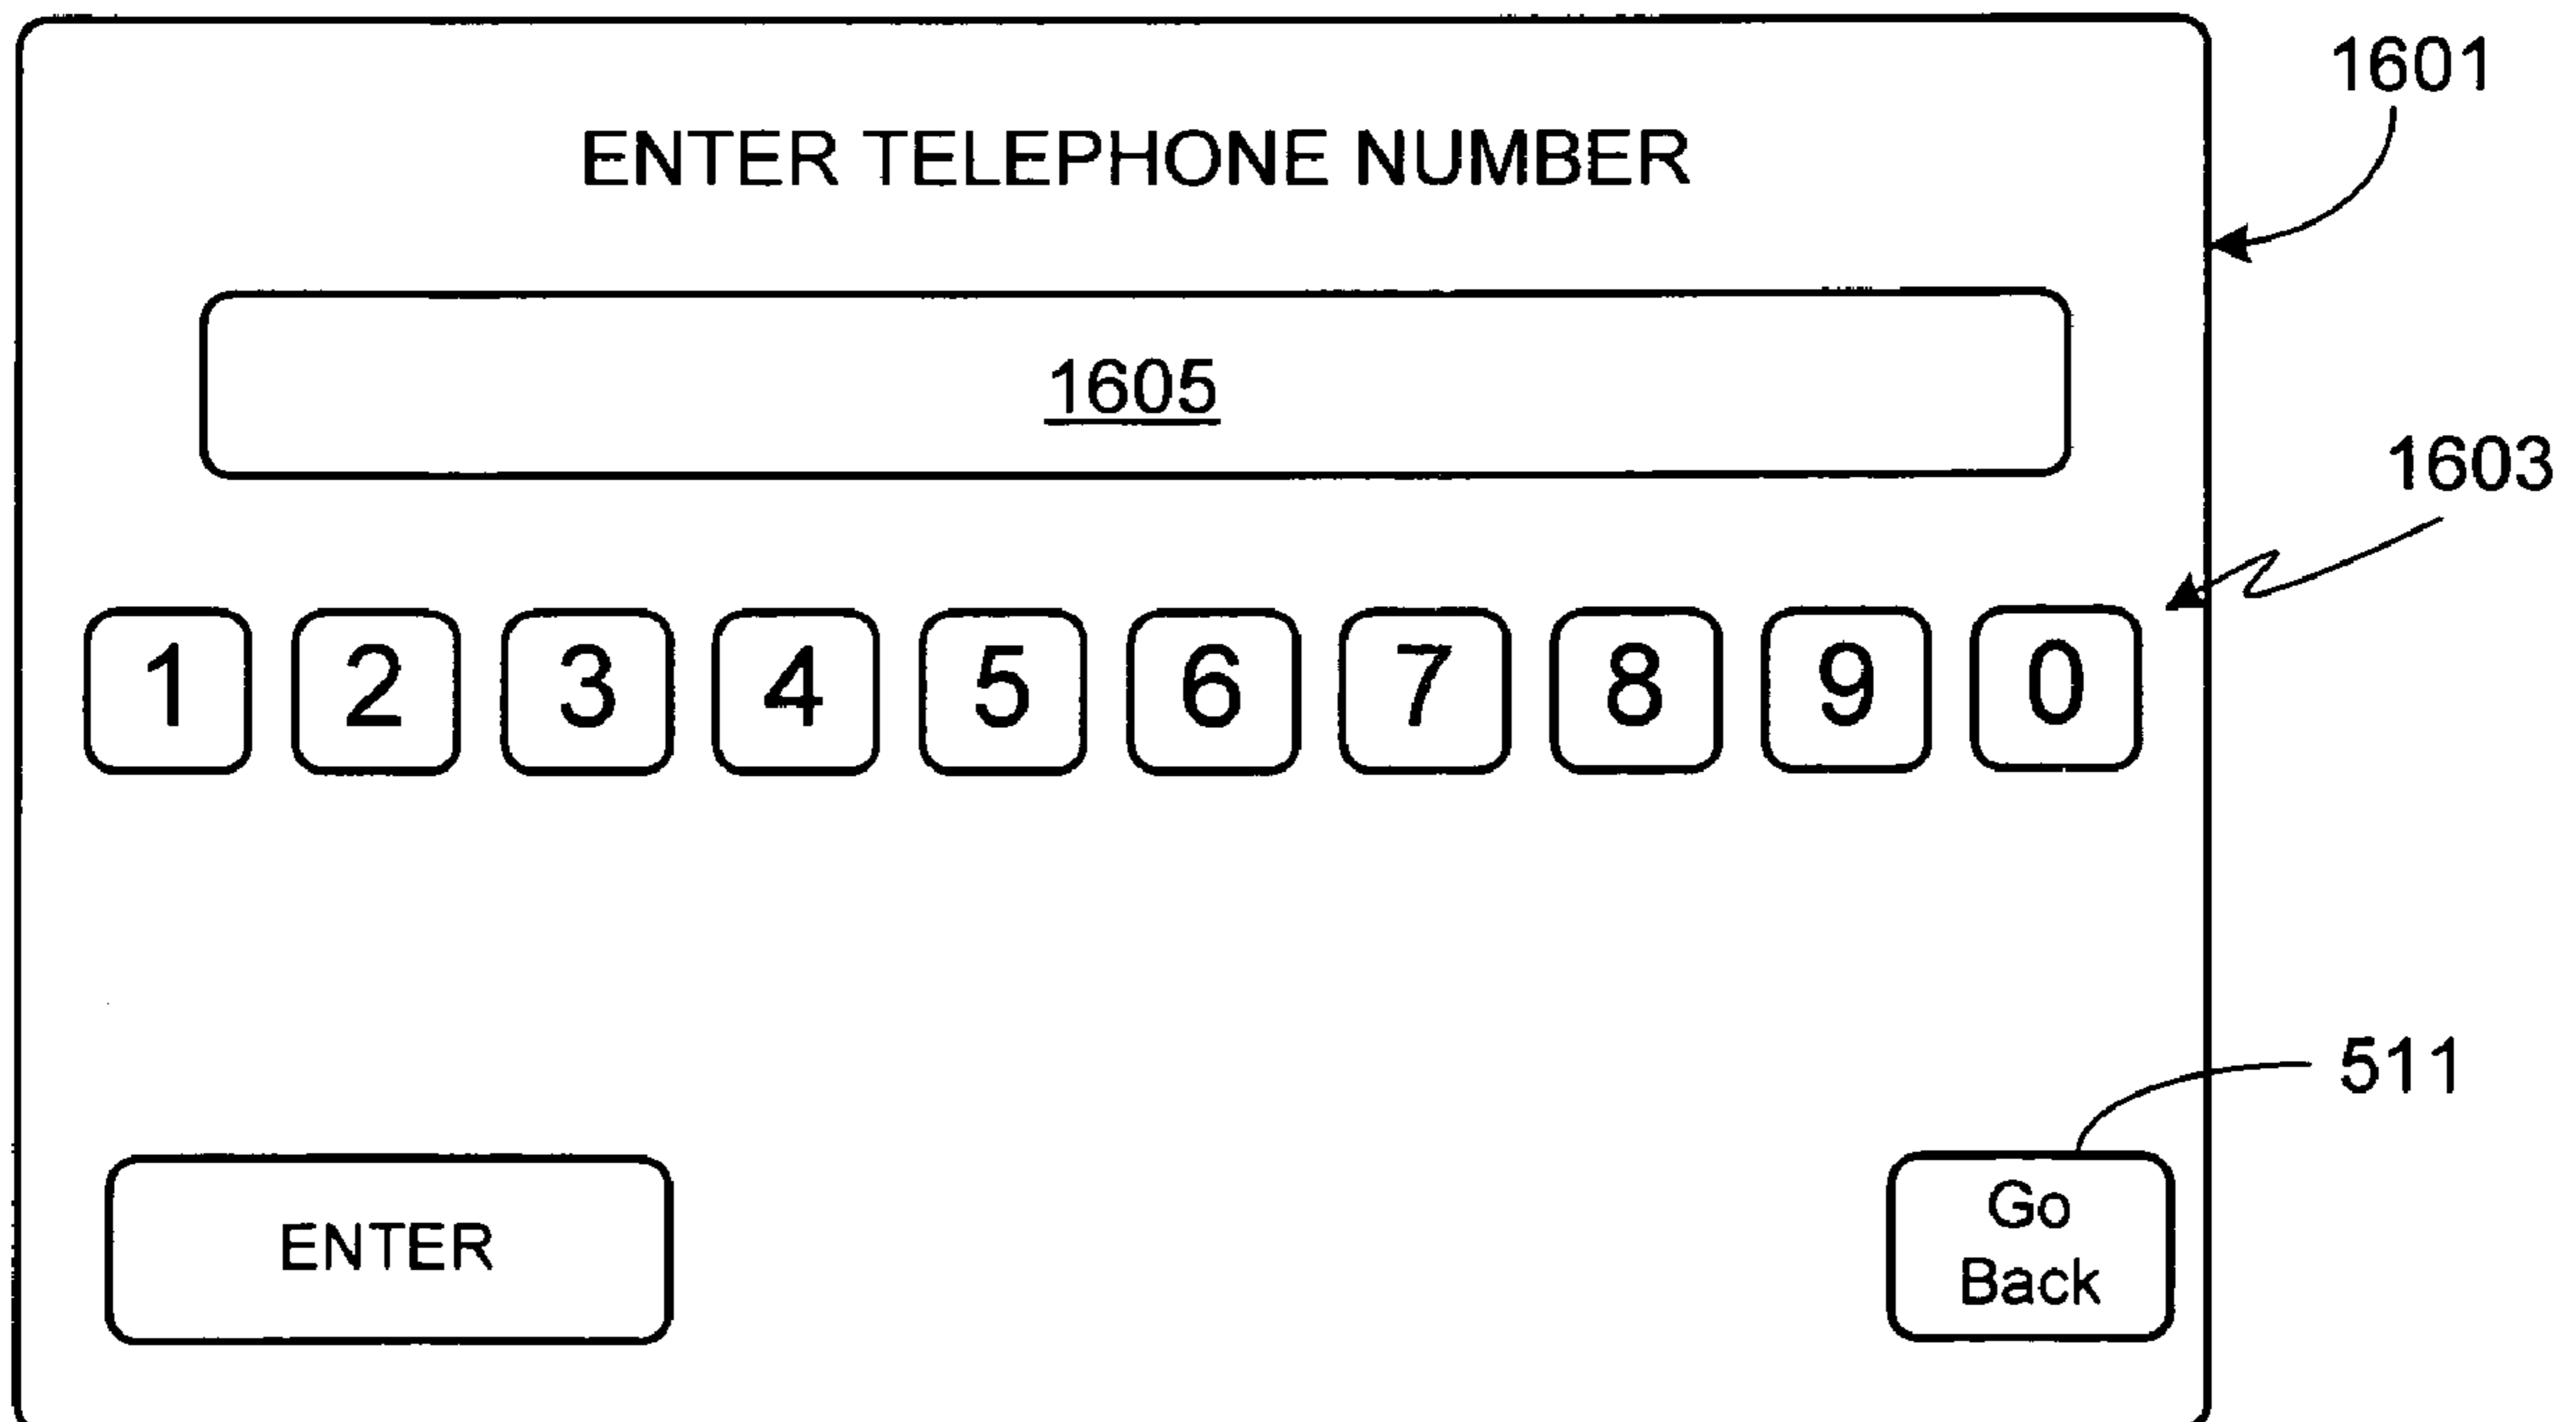 1601
ENTER TELEPHONE NUMBER
1605
1603
1 2 3 4 5 6 7 8 9 0
511
ENTER
Go
Back